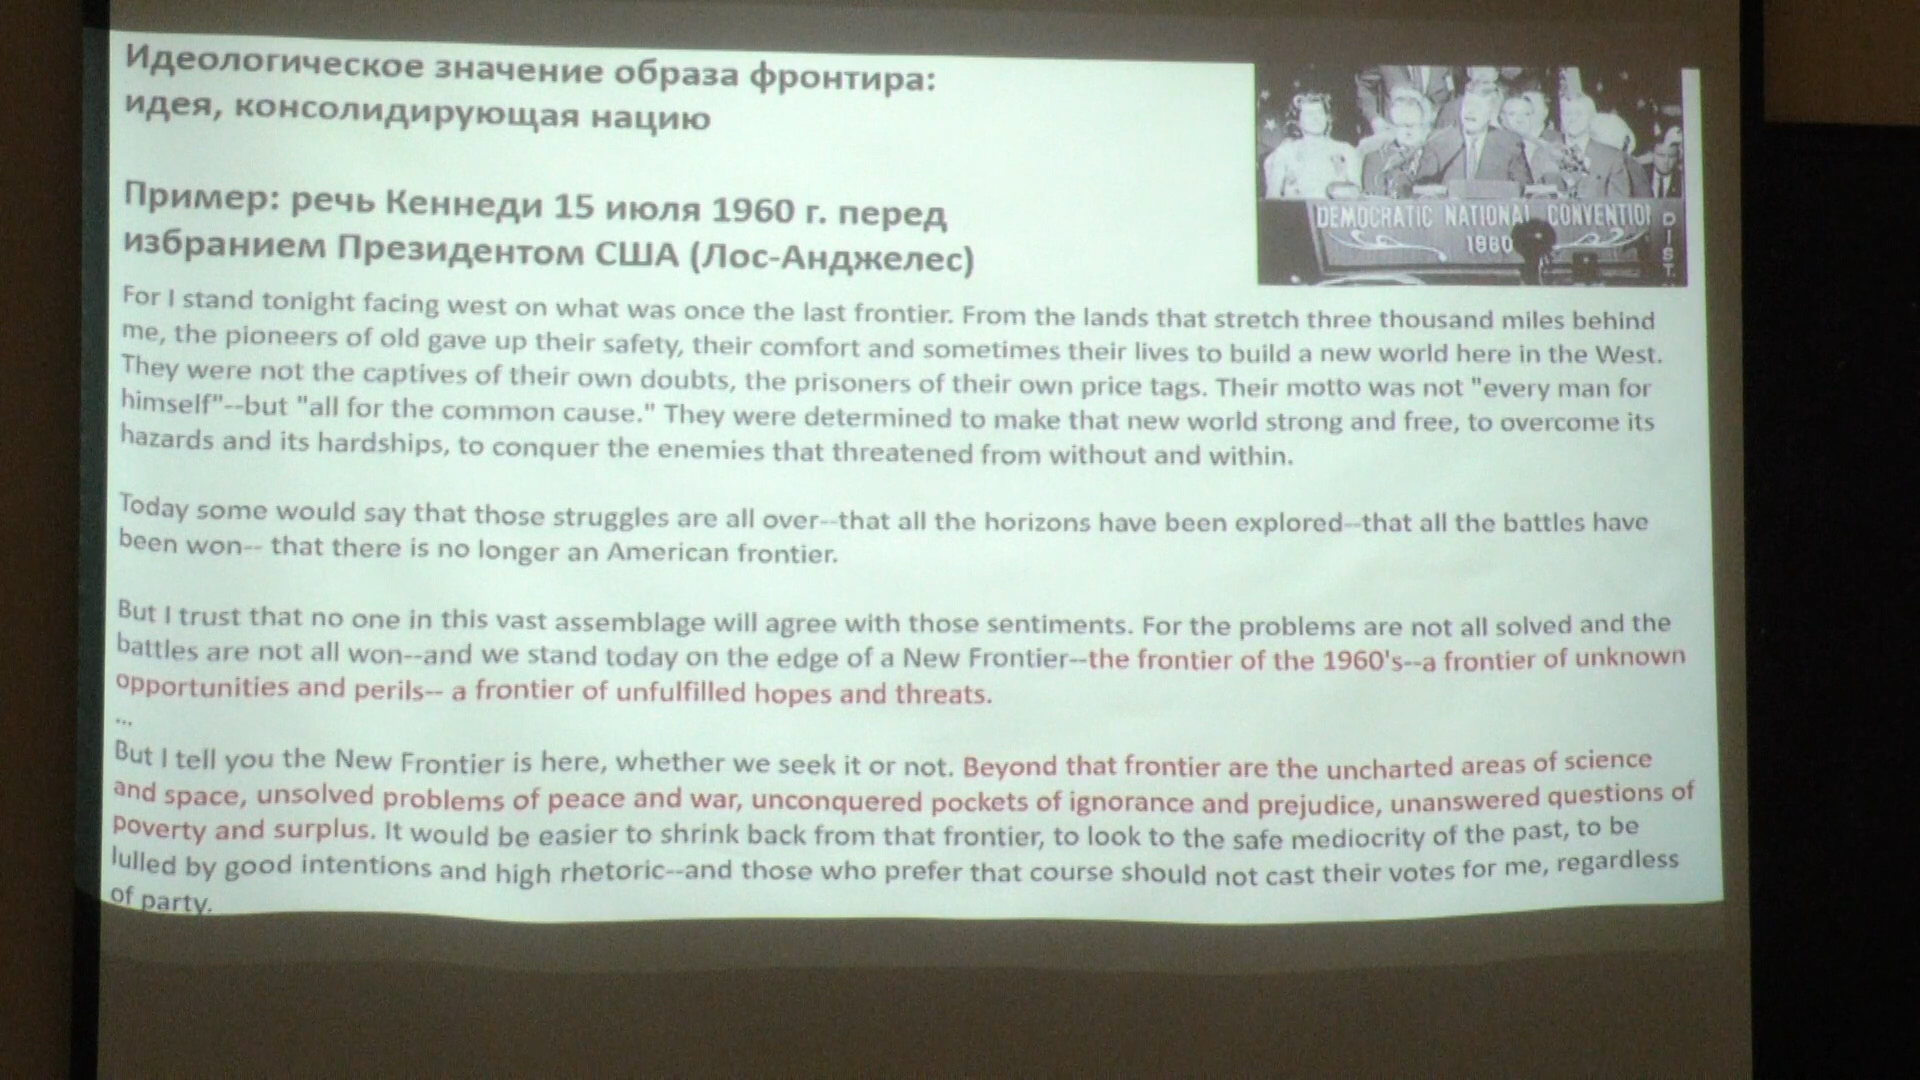 Идеологическое значение образа фронтира:
идея, консолидирующая нацию
Пример: речь Кеннеди 15 июля 1960 г. перед
избранием Президентом США (Лос-Анджелес)
DEMOCRATIC NATIONAL CONVENTION
1960
DIST.
For I stand tonight facing west on what was once the last frontier. From the lands that stretch three thousand miles behind
me, the pioneers of old gave up their safety, their comfort and sometimes their lives to build a new world here in the West.
They were not the captives of their own doubts, the prisoners of their own price tags. Their motto was not "every man for
himself"--but "all for the common cause." They were determined to make that new world strong and free, to overcome its
hazards and its hardships, to conquer the enemies that threatened from without and within.
Today some would say that those struggles are all over--that all the horizons have been explored--that all the battles have
been won-- that there is no longer an American frontier.
But I trust that no one in this vast assemblage will agree with those sentiments. For the problems are not all solved and the
battles are not all won--and we stand today on the edge of a New Frontier--the frontier of the 1960's--a frontier of unknown
opportunities and perils-- a frontier of unfulfilled hopes and threats.
...
But I tell you the New Frontier is here, whether we seek it or not. Beyond that frontier are the uncharted areas of science
and space, unsolved problems of peace and war, unconquered pockets of ignorance and prejudice, unanswered questions of
poverty and surplus. It would be easier to shrink back from that frontier, to look to the safe mediocrity of the past, to be
lulled by good intentions and high rhetoric--and those who prefer that course should not cast their votes for me, regardless
of party.